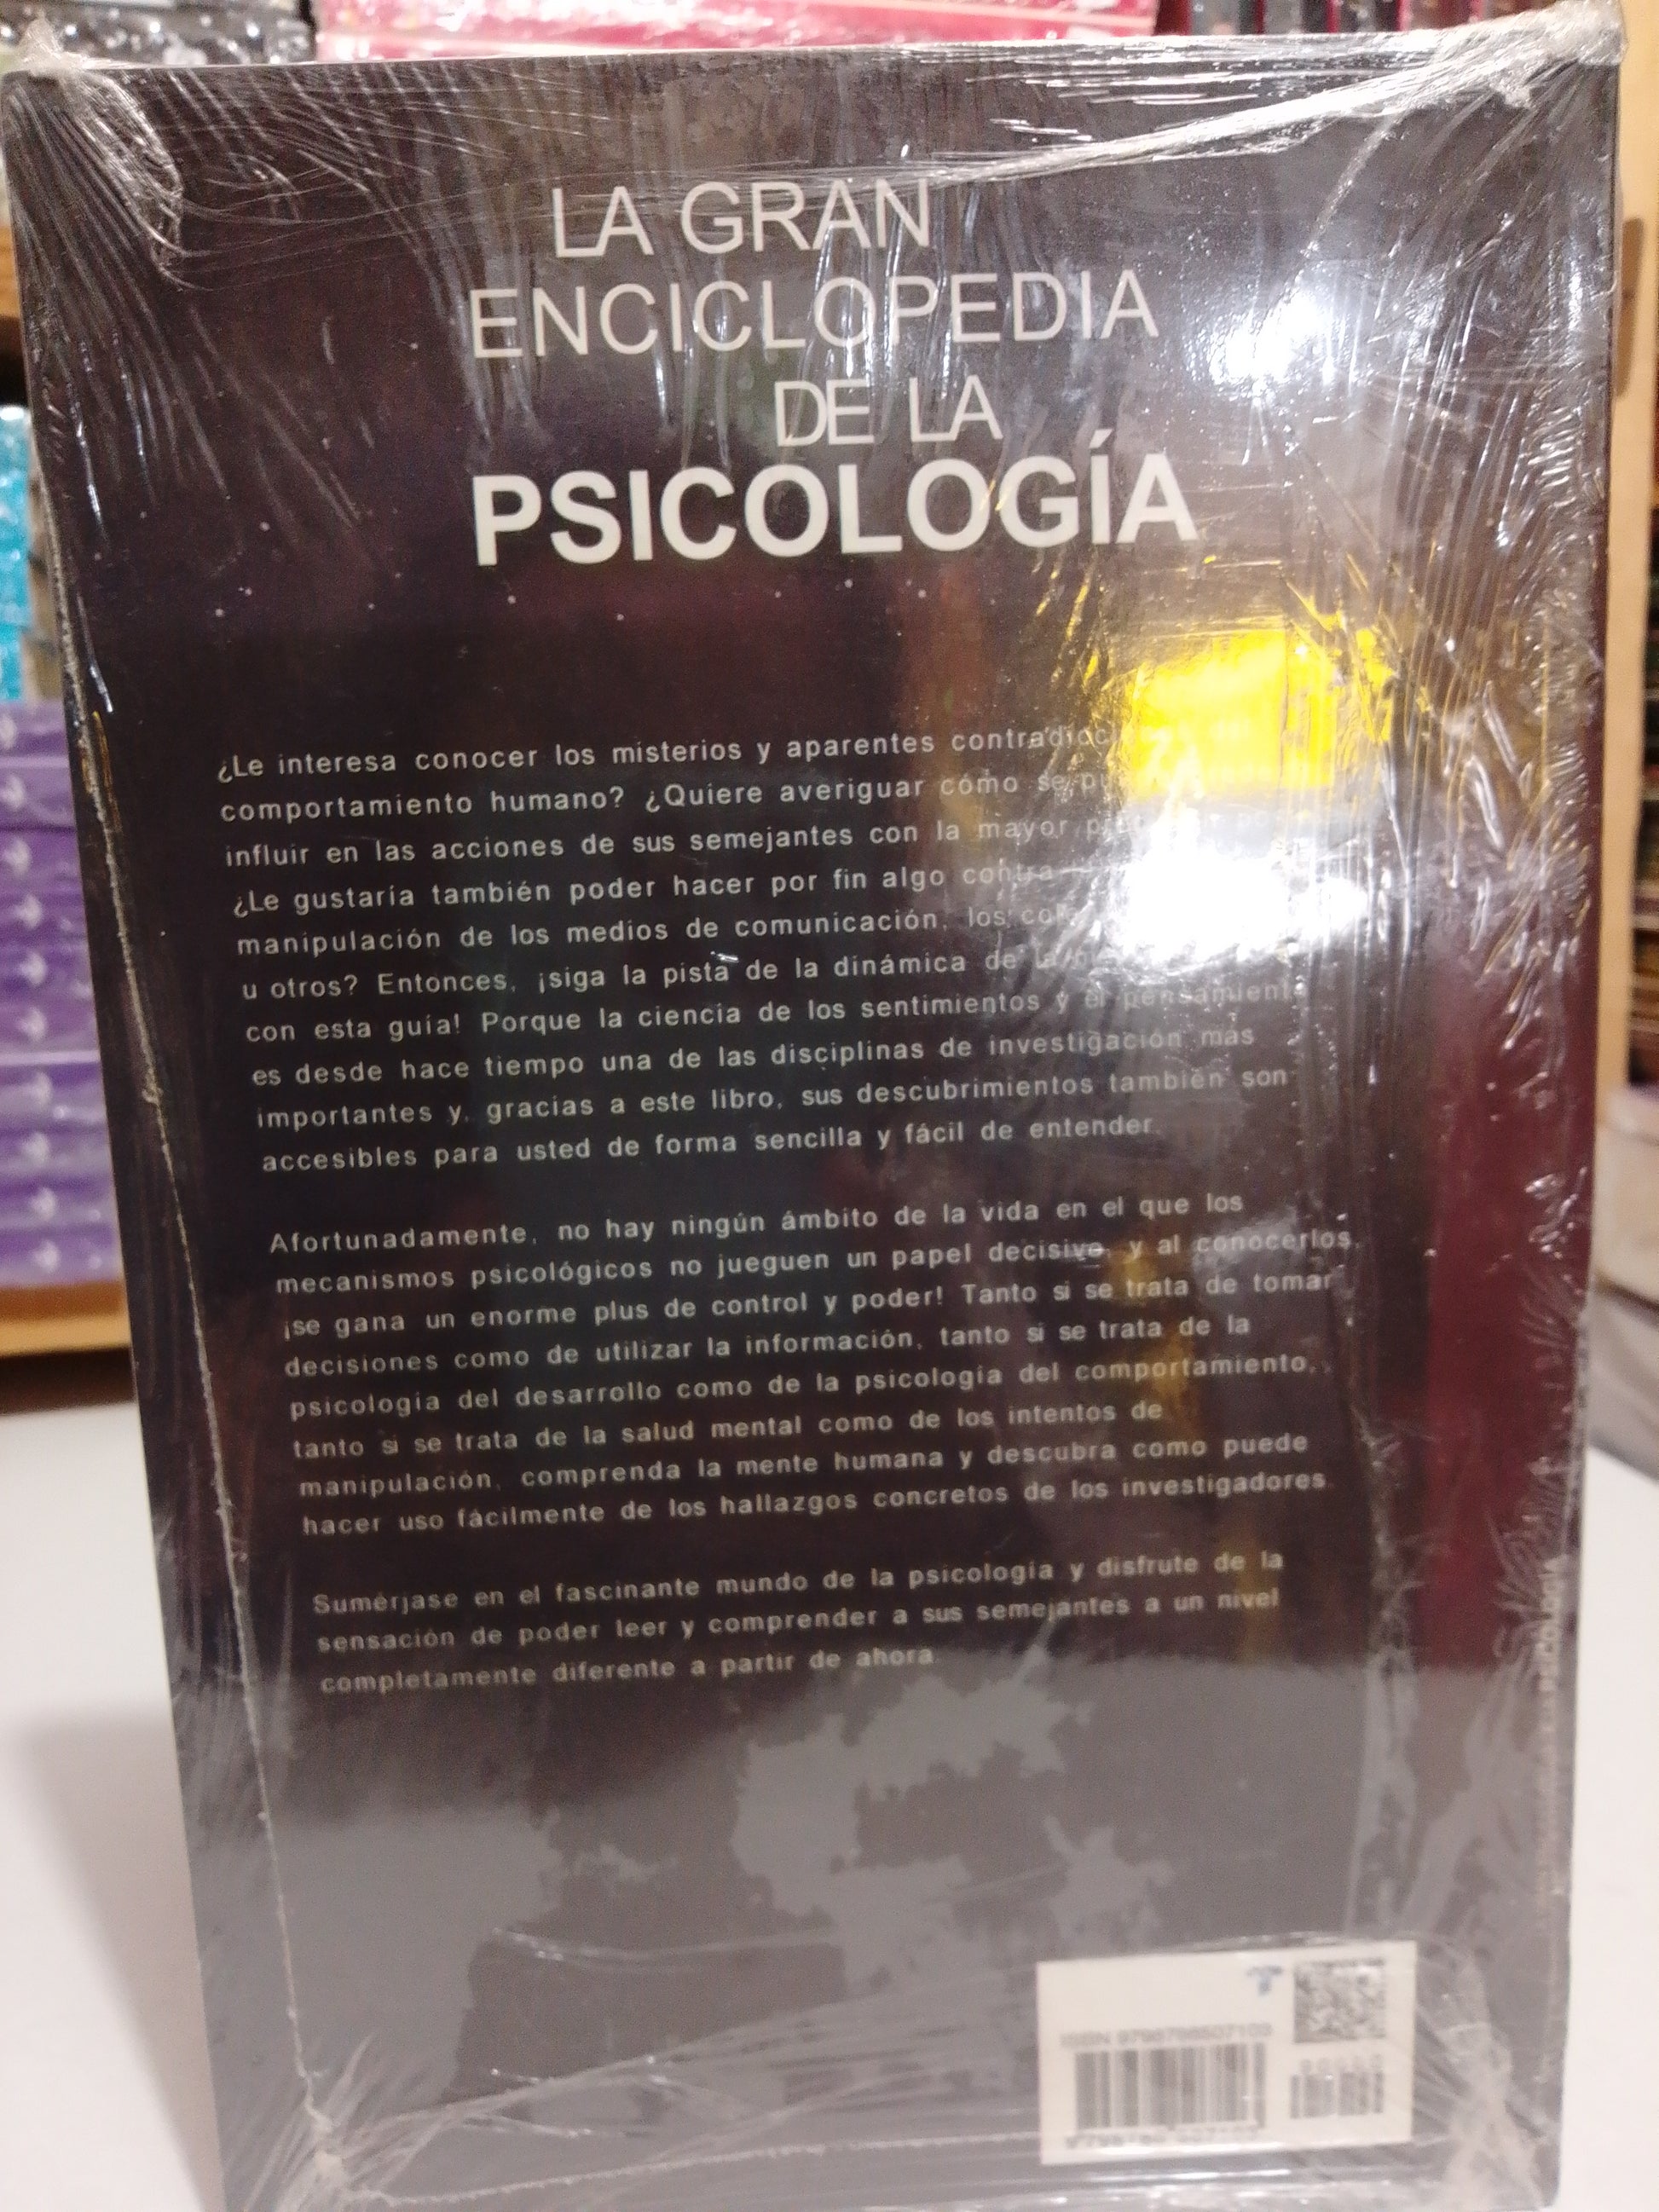 LA GRAN
ENCICLOPEDIA
DE LA
PSICOLOGÍA
¿Le interesa conocer los misterios y aparentes
comportamiento humano? ¿Quiere averiguar cómo se
influir en las acciones de sus semejantes con la mayor
¿Le gustaría también poder hacer por fin algo contra
manipulación de los medios de comunicación, los
u otros? Entonces, ¡siga la pista de la dinámica de la
con esta guía! Porque la ciencia de los sentimientos y el pensamiento
es desde hace tiempo una de las disciplinas de investigación más
importantes y, gracias a este libro, sus descubrimientos también son
accesibles para usted de forma sencilla y fácil de entender.
Afortunadamente, no hay ningún ámbito de la vida en el que los
mecanismos psicológicos no jueguen un papel decisivo, y al conocerlos,
¡se gana un enorme plus de control y poder! Tanto si se trata de tomar
decisiones como de utilizar la información, tanto si se trata de la
psicología del desarrollo como de la psicología del comportamiento,
tanto si se trata de la salud mental como de los intentos de
manipulación, comprenda la mente humana y descubra como puede
hacer uso fácilmente de los hallazgos concretos de los investigadores.
Sumérjase en el fascinante mundo de la psicología y disfrute de la
sensación de poder leer y comprender a sus semejantes a un nivel
completamente diferente a partir de ahora.
PSICOLOGÍA
ISBN